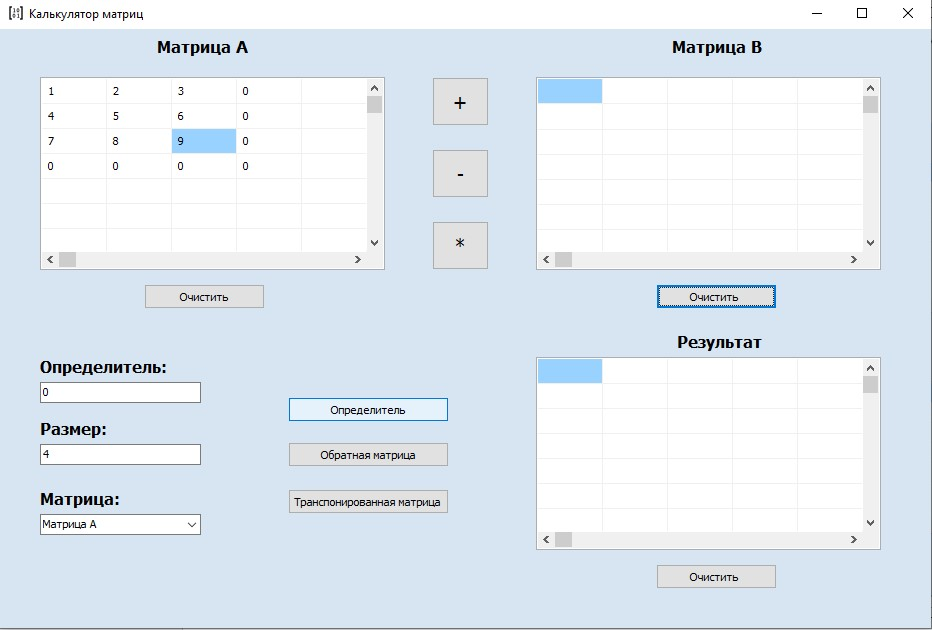 Калькулятор матриц
Матрица А
Матрица В
1 2 3 0
4 5 6 0
7 8 9 0
0 0 0 0
+
-
*
Очистить
Очистить
Результат
Определитель:
0
Определитель
Размер:
4
Обратная матрица
Матрица:
Матрица А
Транспонированная матрица
Очистить